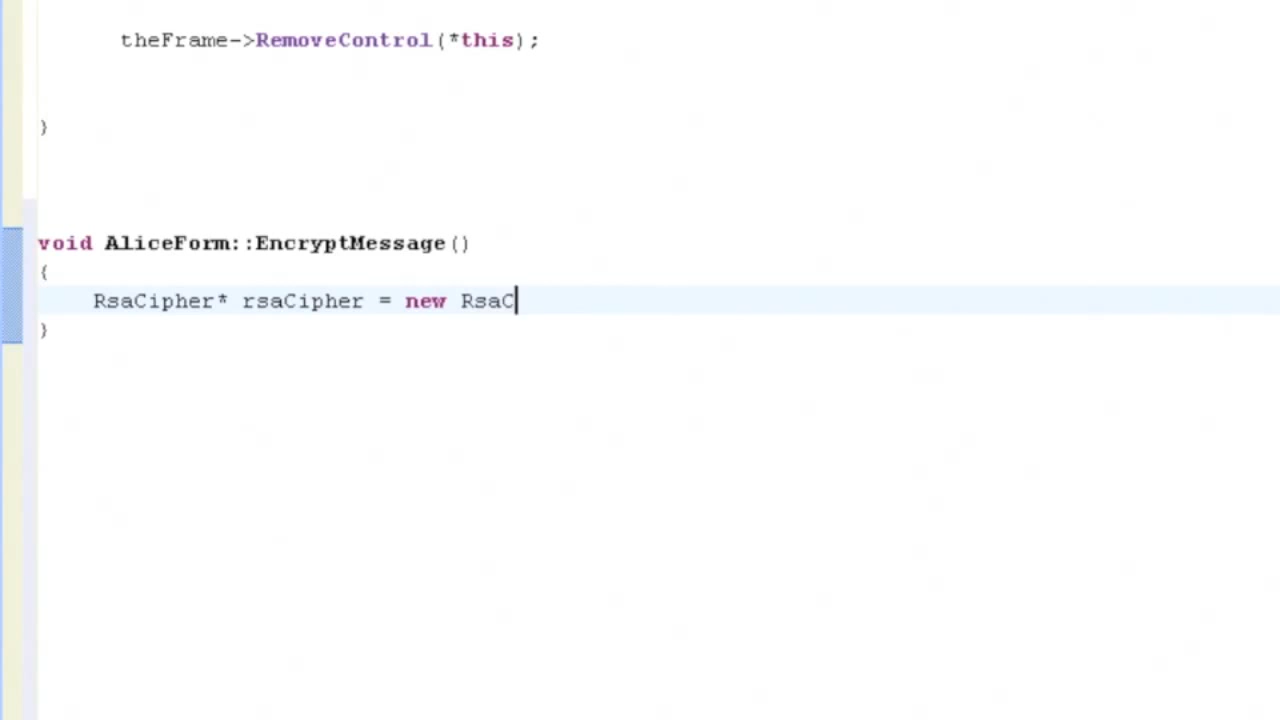 theFrame->RemoveControl(*this);
}
void AliceForm::EncryptMessage()
{
RsaCipher* rsaCipher = new RsaC
}